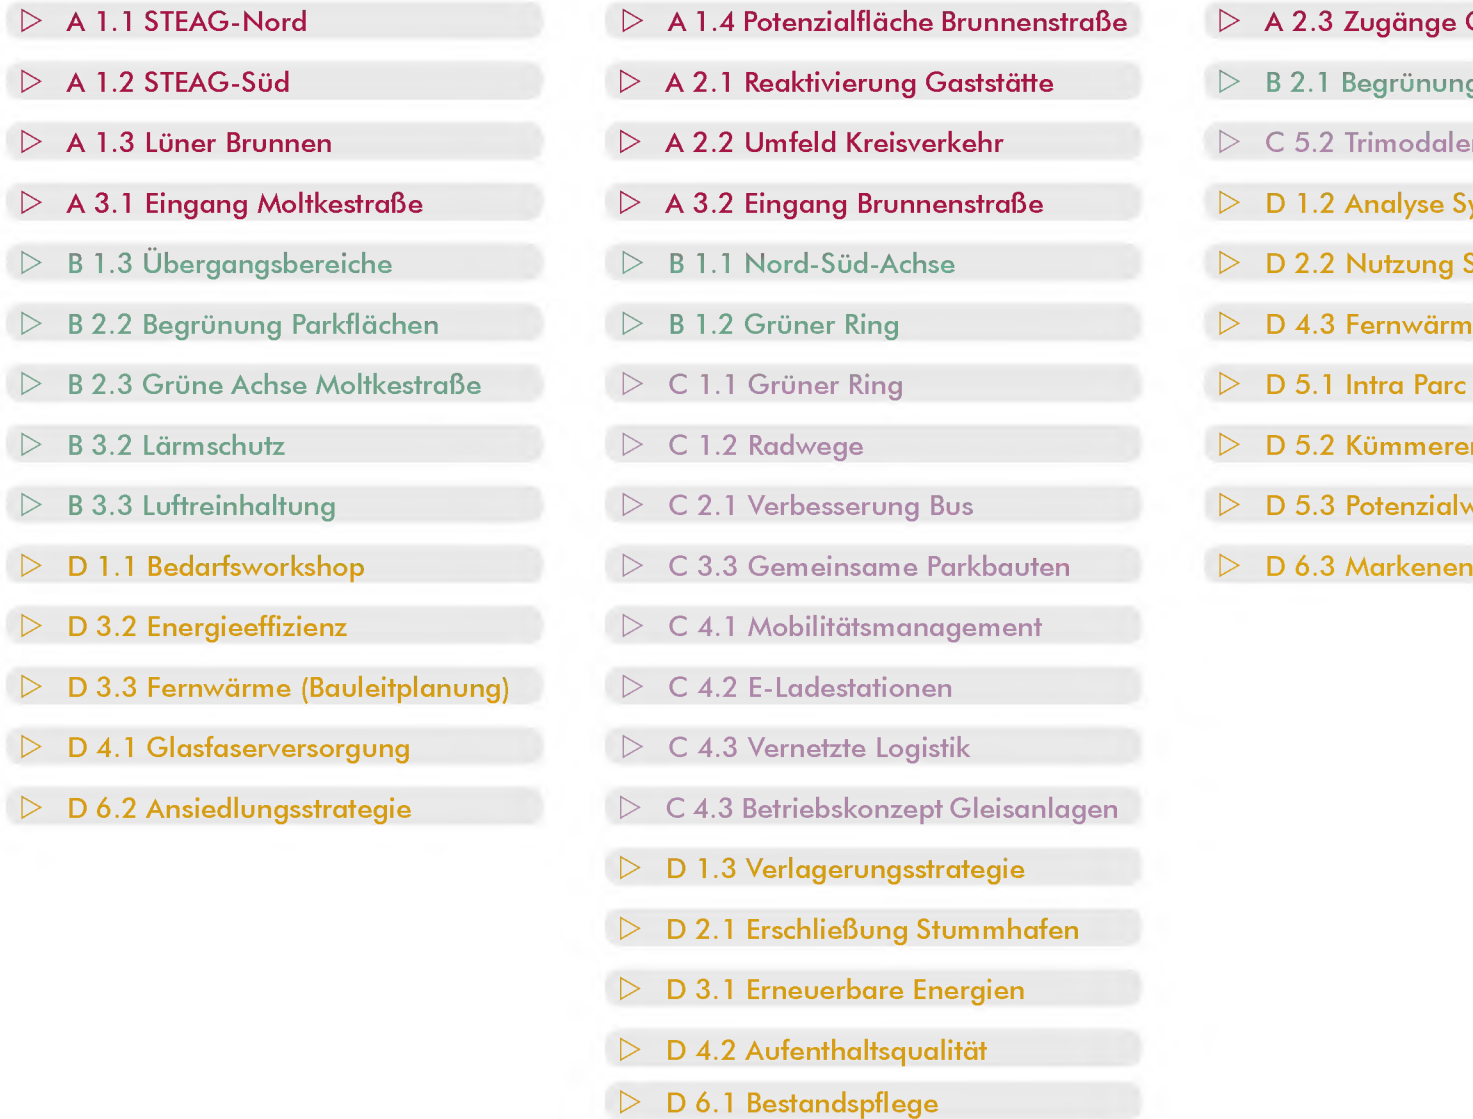 A 1.1 STEAG-Nord
A 1.2 STEAG-Süd
A 1.3 Lüner Brunnen
A 3.1 Eingang Moltkestraße
B 1.3 Übergangsbereiche
B 2.2 Begrünung Parkflächen
B 2.3 Grüne Achse Moltkestraße
B 3.2 Lärmschutz
B 3.3 Luftreinhaltung
D 1.1 Bedarfsworkshop
D 3.2 Energieeffizienz
D 3.3 Fernwärme (Bauleitplanung)
D 4.1 Glasfaserversorgung
D 6.2 Ansiedlungsstrategie
A 1.4 Potenzialfläche Brunnenstraße
A 2.1 Reaktivierung Gaststätte
A 2.2 Umfeld Kreisverkehr
A 3.2 Eingang Brunnenstraße
B 1.1 Nord-Süd-Achse
B 1.2 Grüner Ring
C 1.1 Grüner Ring
C 1.2 Radwege
C 2.1 Verbesserung Bus
C 3.3 Gemeinsame Parkbauten
C 4.1 Mobilitätsmanagement
C 4.2 E-Ladestationen
C 4.3 Vernetzte Logistik
C 4.3 Betriebskonzept Gleisanlagen
D 1.3 Verlagerungsstrategie
D 2.1 Erschließung Stummhafen
D 3.1 Erneuerbare Energien
D 4.2 Aufenthaltsqualität
D 6.1 Bestandspflege
A 2.3 Zugänge
B 2.1 Begrünung
C 5.2
D 1.2 Analyse
D 2.2 Nutzung
D 4.3
D 5.1 Intra Parc
D 5.2
D 5.3
D 6.3